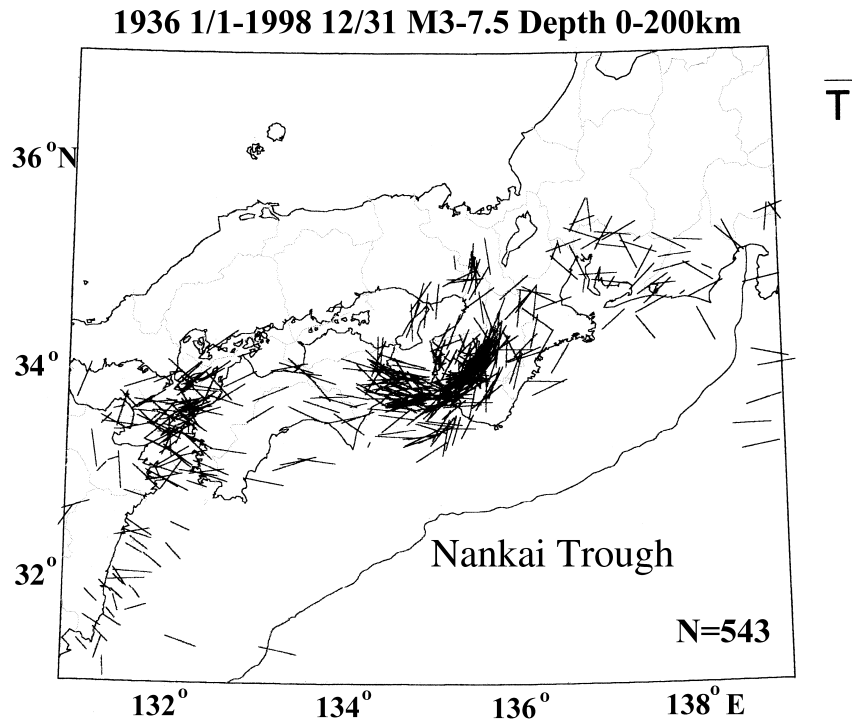 1936 1/1-1998 12/31 M3-7.5 Depth 0-200km
T
36°N
34°
32°
Nankai Trough
N=543
132° 134° 136° 138° E